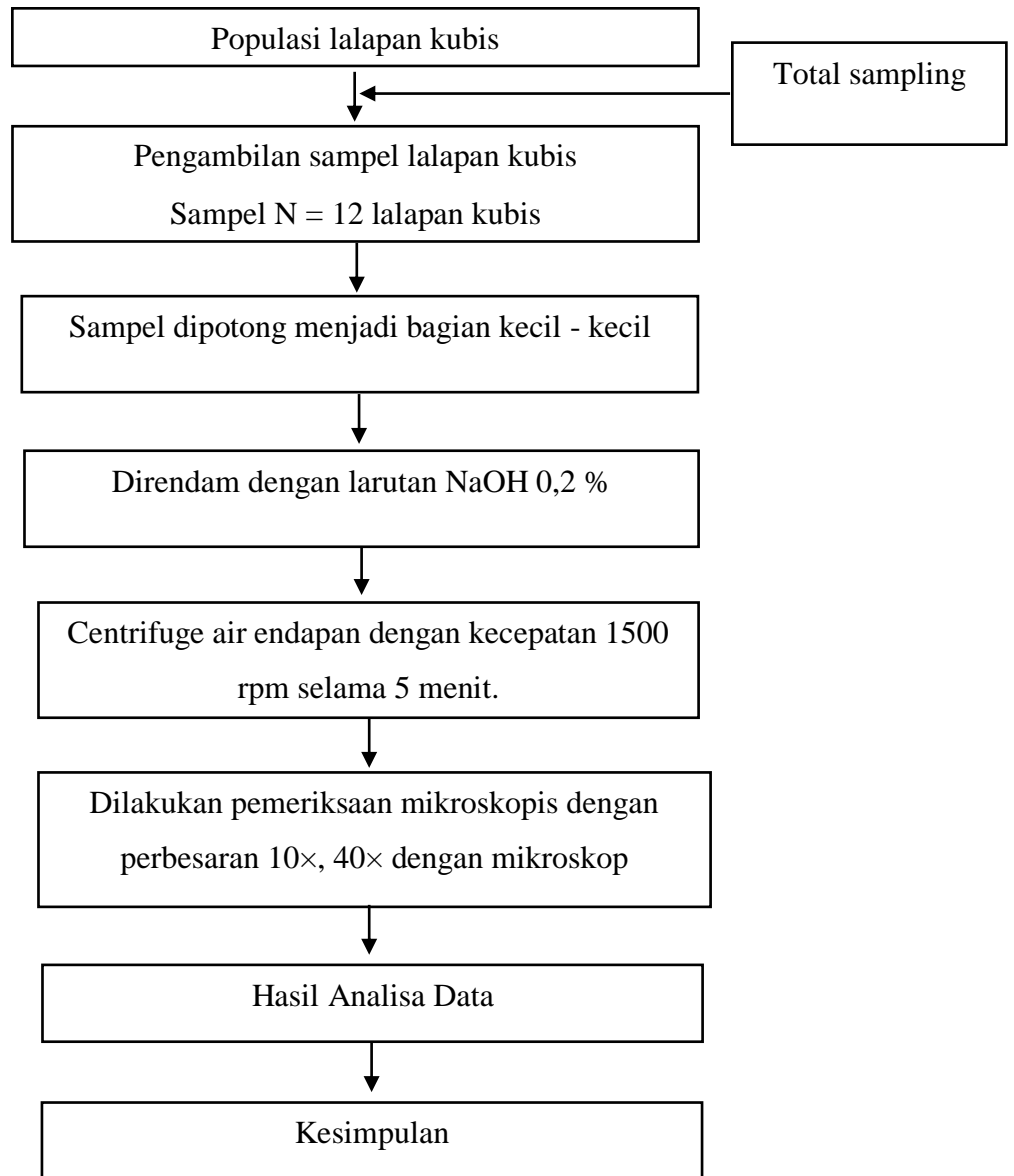 Populasi lalapan kubis
Total sampling
Pengambilan sampel lalapan kubis
Sampel N = 12 lalapan kubis
Sampel dipotong menjadi bagian kecil - kecil
Direndam dengan larutan NaOH 0,2 %
Centrifuge air endapan dengan kecepatan 1500
rpm selama 5 menit.
Dilakukan pemeriksaan mikroskopis dengan
perbesaran 10×, 40× dengan mikroskop
Hasil Analisa Data
Kesimpulan